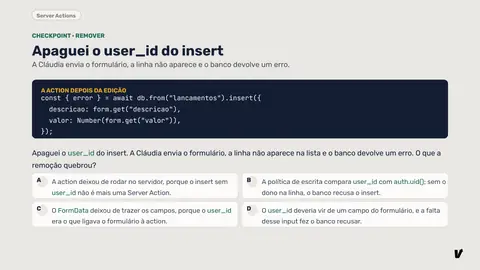 Server Actions
CHECKPOINT · REMOVER
Apaguei o user_id do insert
A Cláudia envia o formulário, a linha não aparece e o banco devolve um erro.
A ACTION DEPOIS DA EDIÇÃO
const { error } = await db.from("lancamentos").insert({
descricao: form.get("descricao"),
valor: Number(form.get("valor")),
});
Apaguei o user_id do insert. A Cláudia envia o formulário, a linha não aparece na lista e o banco devolve um erro. O que a
remoção quebrou?
A
A action deixou de rodar no servidor, porque o insert sem
user_id não é mais uma Server Action.
B
A política de escrita compara user_id com auth.uid(); sem o
dono na linha, o banco recusa o insert.
C
O FormData deixou de trazer os campos, porque o user_id
era o que ligava o formulário à action.
D
O user_id deveria vir de um campo do formulário, e a falta
desse input fez o banco recusar.